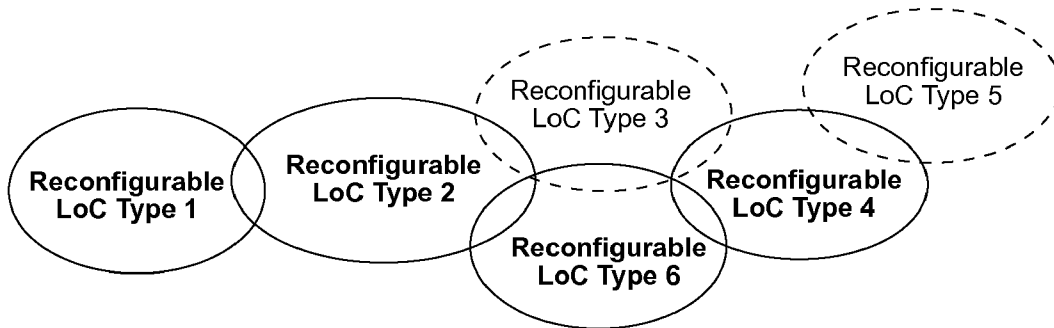 Reconfigurable
LoC Type 1
Reconfigurable
LoC Type 2
Reconfigurable
LoC Type 3
Reconfigurable
LoC Type 4
Reconfigurable
LoC Type 5
Reconfigurable
LoC Type 6